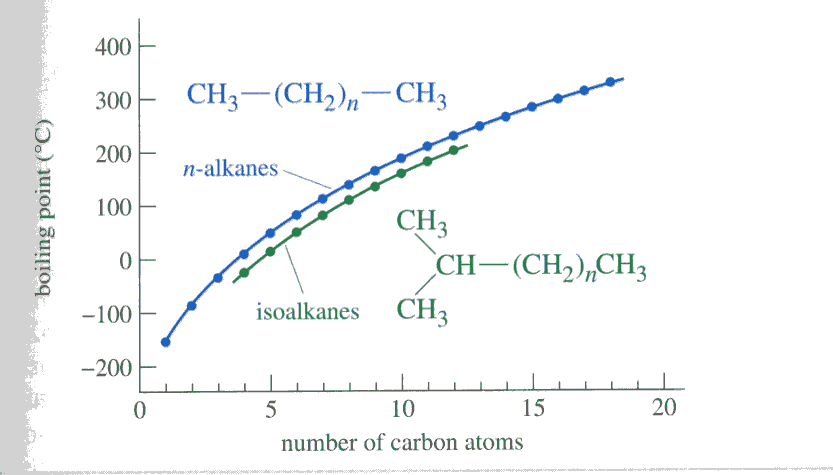 400
300
200
100
0
−100
−200
boiling point (°C)
CH₃—(CH₂)ₙ—CH₃
n-alkanes
isoalkanes
CH₃
CH—(CH₂)ₙCH₃
CH₃
0 5 10 15 20
number of carbon atoms